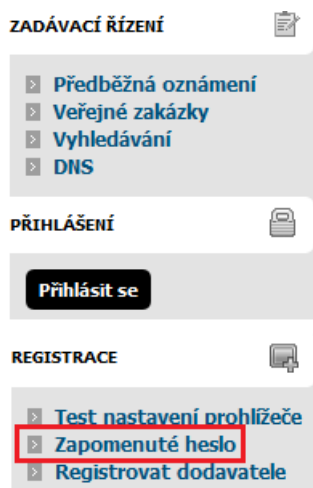 ZADÁVACÍ ŘÍZENÍ
Předběžná oznámení
Veřejné zakázky
Vyhledávání
DNS
PŘIHLÁŠENÍ
Přihlásit se
REGISTRACE
Test nastavení prohlížeče
Zapomenuté heslo
Registrovat dodavatele